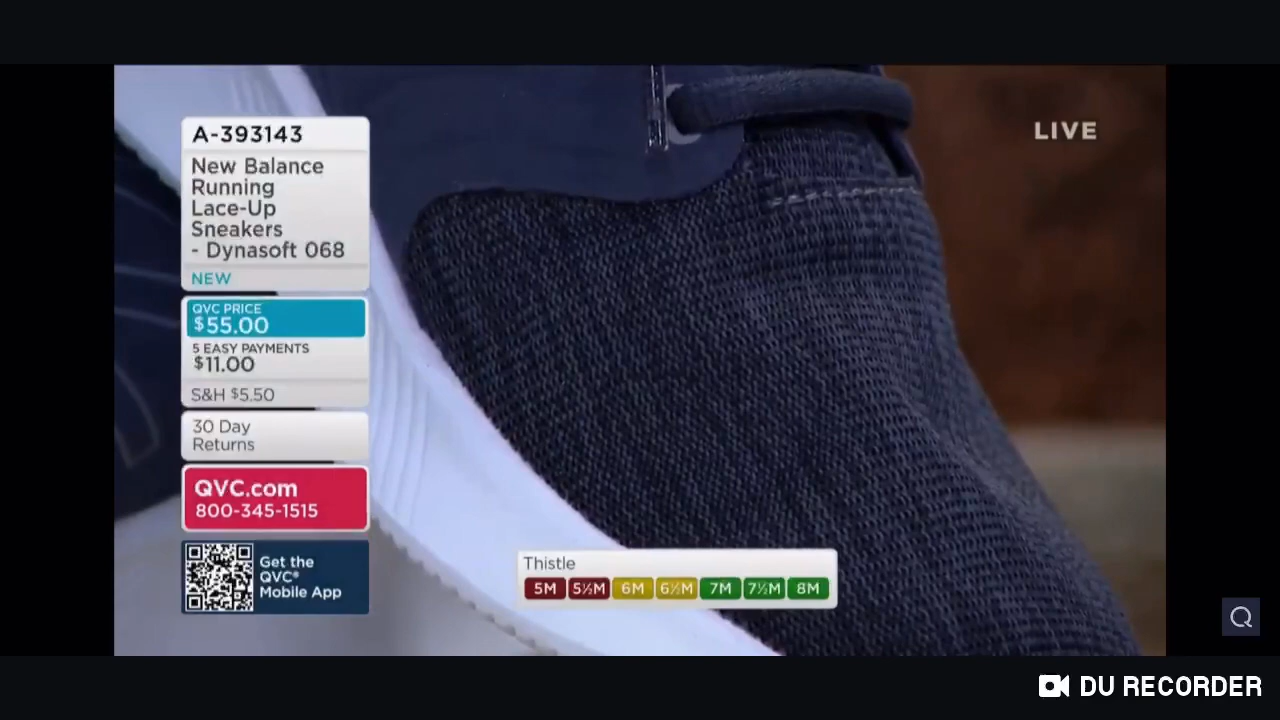 A-393143
New Balance
Running
Lace-Up
Sneakers
- Dynasoft 068
NEW
QVC PRICE
$55.00
5 EASY PAYMENTS
$11.00
S&H $5.50
30 Day
Returns
QVC.com
800-345-1515
Get the
QVC®
Mobile App
LIVE
Thistle
5M 5½M 6M 6½M 7M 7½M 8M
Q
DU RECORDER